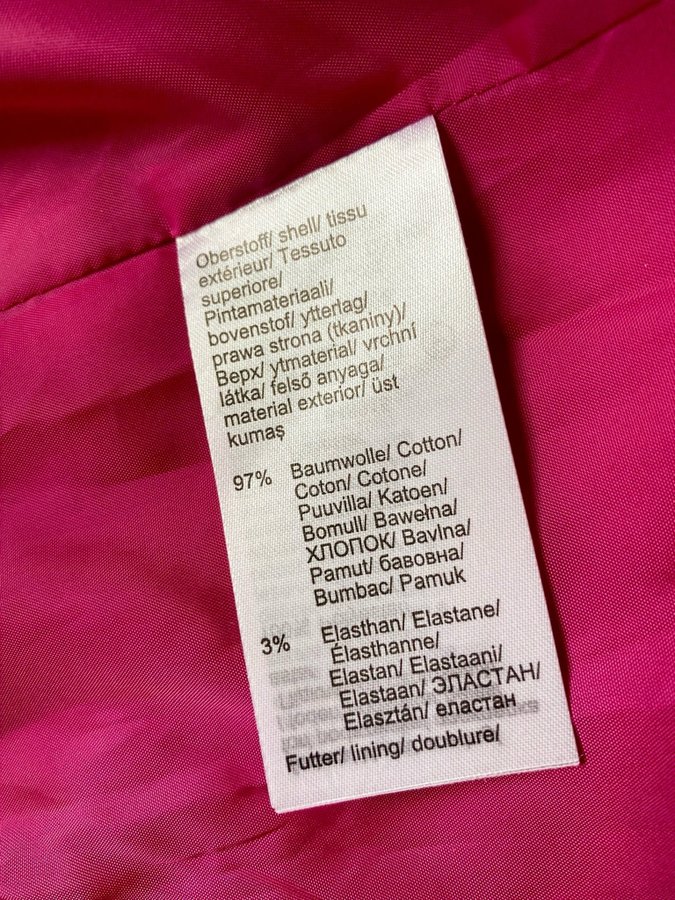 Oberstoff/ shell/ tissu
extérieur/ Tessuto
superiore/
Pintamateriaali/
bovenstof/ ytterlag/
prawa strona (tkaniny)/
Верх/ ytmaterial/ vrchní
látka/ felső anyaga/
material exterior/ üst
kumaş
97% Baumwolle/ Cotton/
Coton/ Cotone/
Puuvilla/ Katoen/
Bomull/ Bawełna/
ХЛОПОК/ Bavlna/
Pamut/ бавовна/
Bumbac/ Pamuk
3% Elasthan/ Elastane/
Élasthanne/
Elastan/ Elastaani/
Elastaan/ ЭЛАСТАН/
Elasztán/ еластан
Futter/ lining/ doublure/